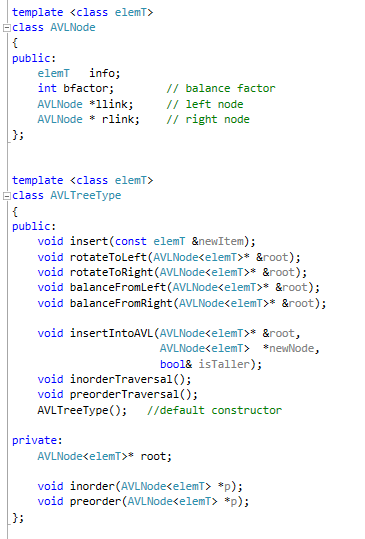 template <class elemT>
class AVLNode
{
public:
    elemT   info;
    int bfactor;        // balance factor
    AVLNode *llink;     // left node
    AVLNode * rlink;    // right node
};
template <class elemT>
class AVLTreeType
{
public:
    void insert(const elemT &newItem);
    void rotateToLeft(AVLNode<elemT>* &root);
    void rotateToRight(AVLNode<elemT>* &root);
    void balanceFromLeft(AVLNode<elemT>* &root);
    void balanceFromRight(AVLNode<elemT>* &root);
    void insertIntoAVL(AVLNode<elemT>* &root,
                       AVLNode<elemT>  *newNode,
                       bool& isTaller);
    void inorderTraversal();
    void preorderTraversal();
    AVLTreeType();   //default constructor
private:
    AVLNode<elemT>* root;
    void inorder(AVLNode<elemT> *p);
    void preorder(AVLNode<elemT> *p);
};